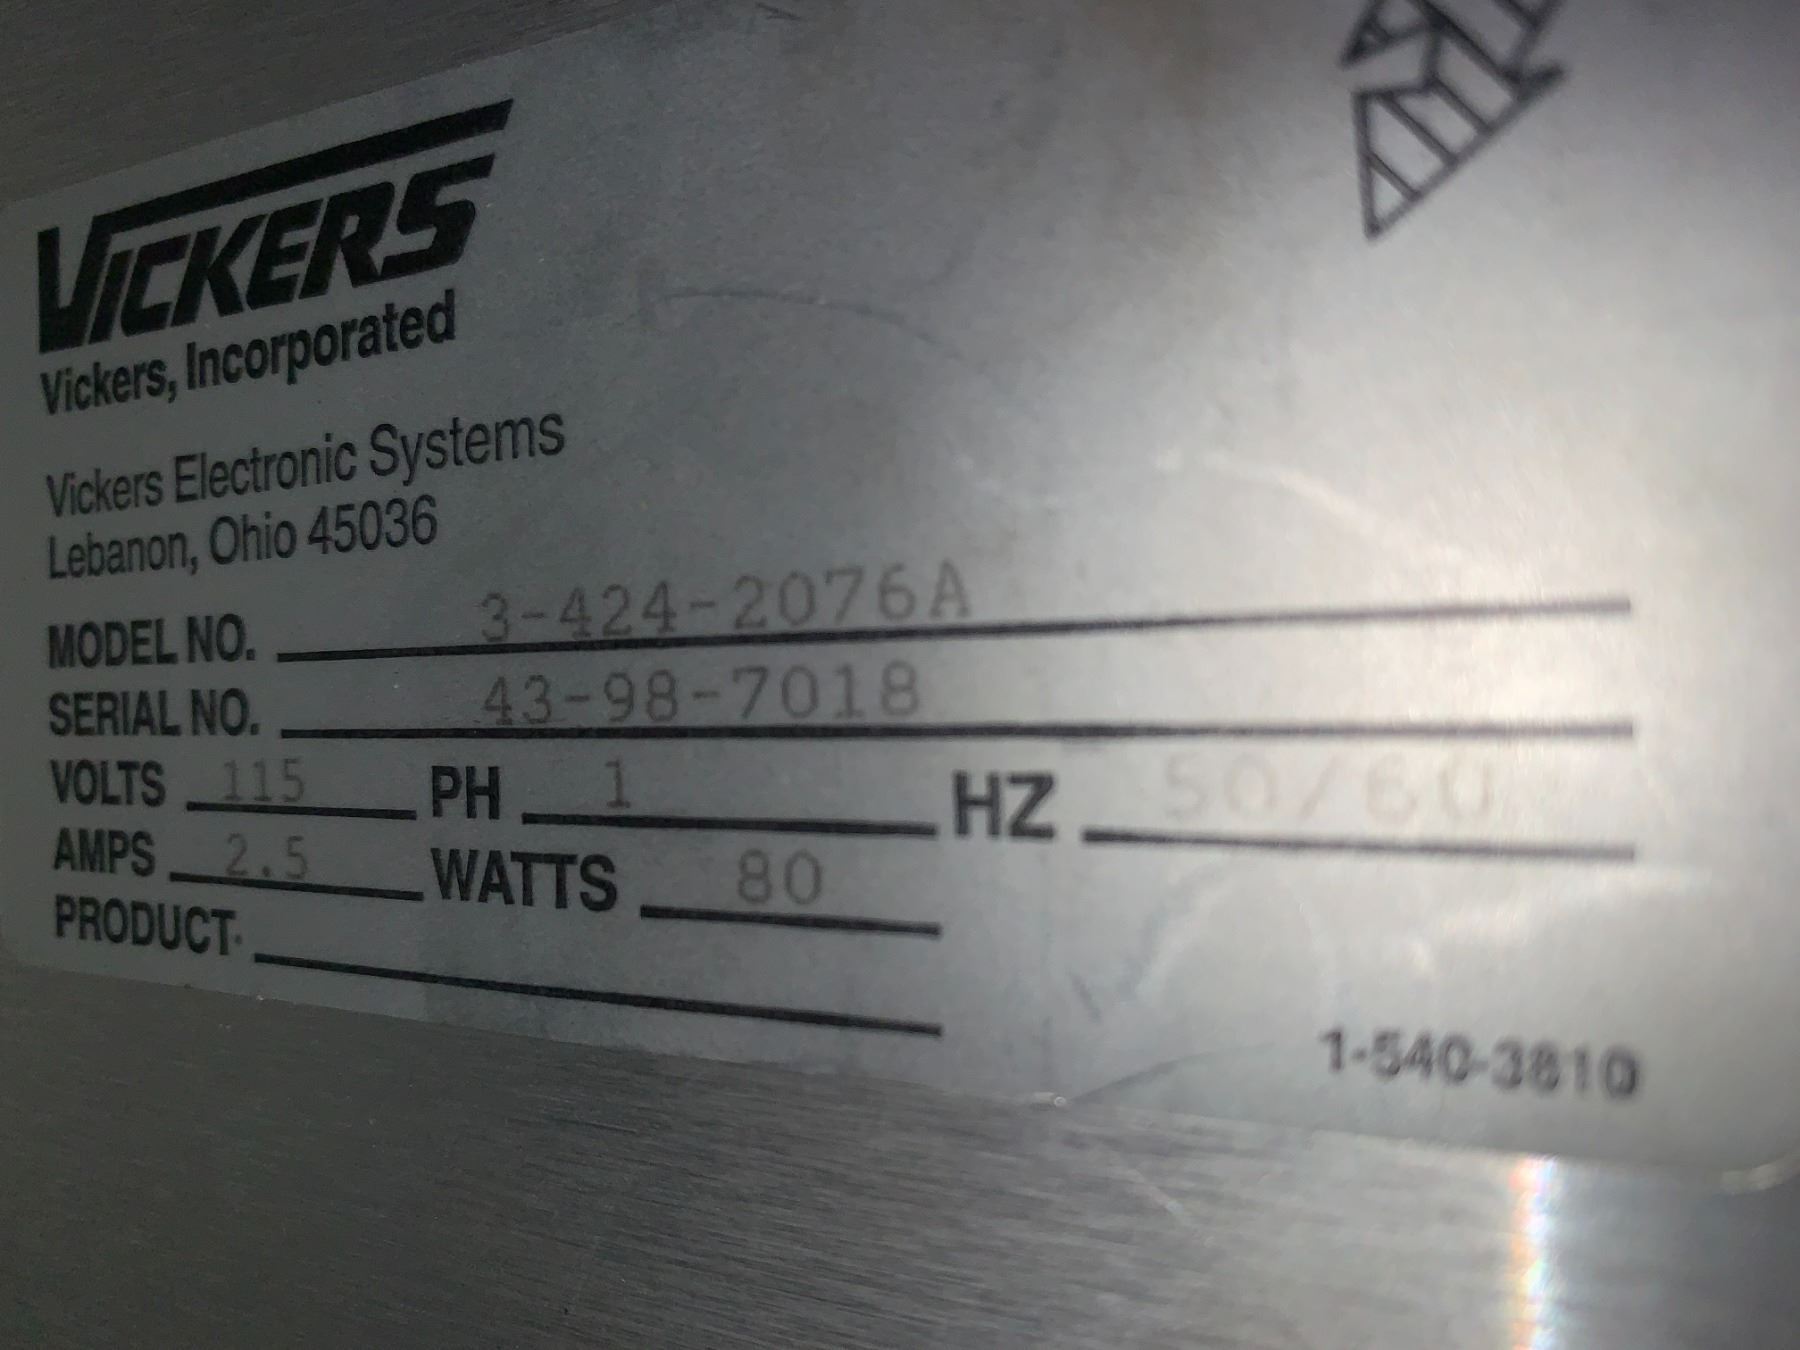 VICKERS
Vickers, Incorporated
Vickers Electronic Systems
Lebanon, Ohio 45036
MODEL NO. 3-424-2076A
SERIAL NO. 43-98-7018
VOLTS 115 PH 1 HZ 50/60
AMPS 2.5 WATTS 80
PRODUCT
1-540-3810